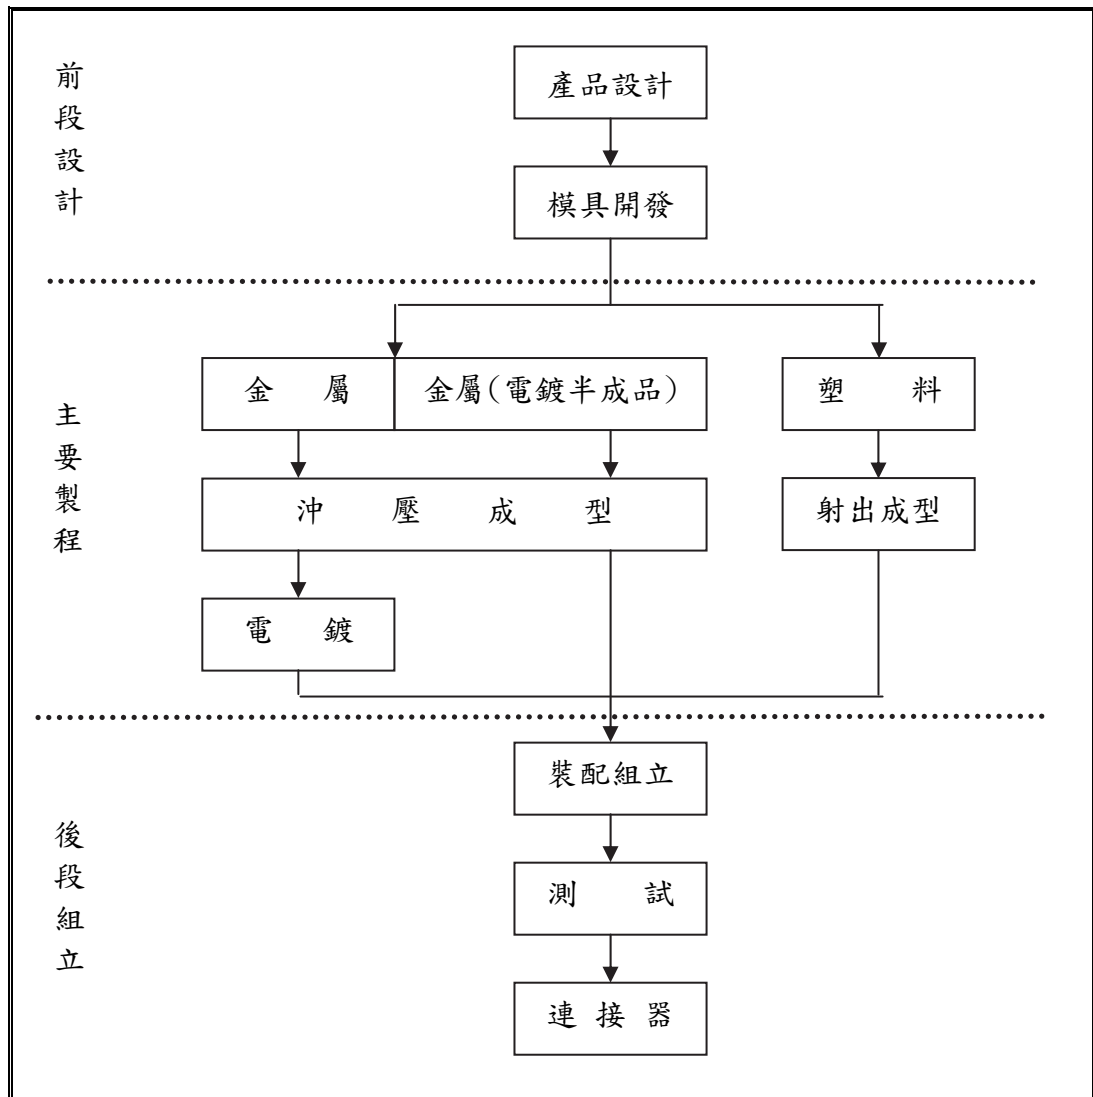 前段設計
產品設計
模具開發
主要製程
金屬
金屬(電鍍半成品)
塑料
沖壓成型
射出成型
電鍍
後段組立
裝配組立
測試
連接器